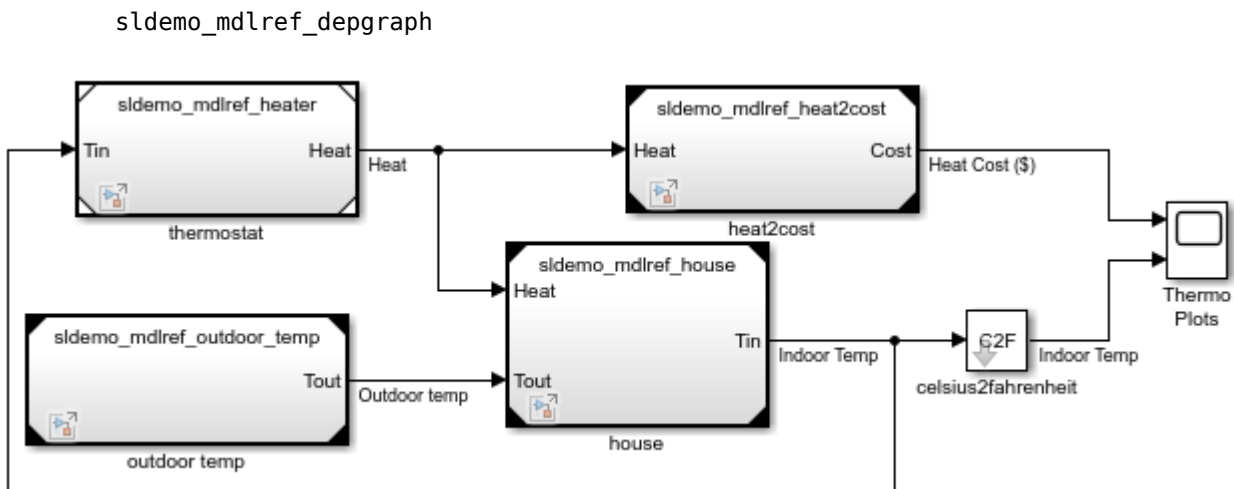 sldemo_mdlref_depgraph
sldemo_mdlref_heater
Tin
Heat
Heat
thermostat
sldemo_mdlref_heat2cost
Heat
Cost
Heat Cost ($)
heat2cost
Thermo
Plots
sldemo_mdlref_house
Heat
Tin
Indoor Temp
Tout
house
sldemo_mdlref_outdoor_temp
Tout
Outdoor temp
outdoor temp
C2F
Indoor Temp
celsius2fahrenheit